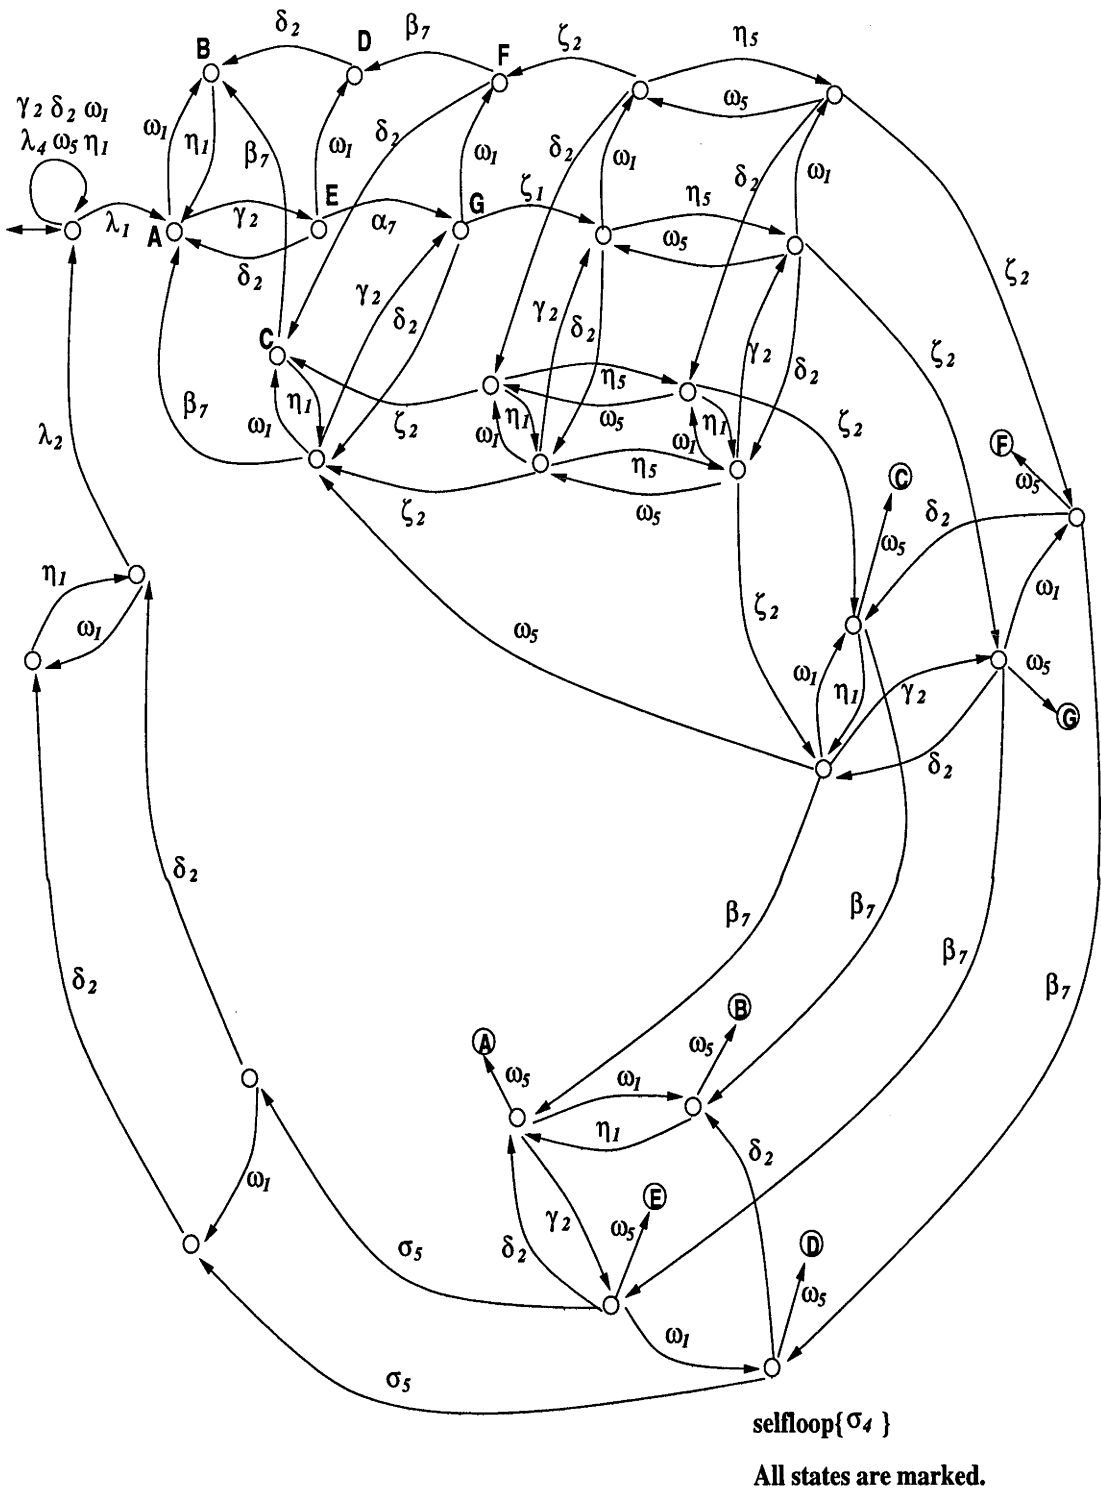 δ2 D β7 F ζ2 η5
B
γ2 δ2 ω1
λ4 ω5 η1
ω1 η1 β7 ω1 δ2 ω1 δ2 ω1 ω5 δ2 ω1
λ1 A γ2 E α7 G ζ1 η5
δ2 ω5 ζ2
γ2 δ2 γ2 δ2 γ2 δ2 ζ2
C
β7 ω1 η1 ζ2 ω1 η1 η5 ω5 ω1 η1 ζ2
λ2 η5 F
ζ2 ω5 C ω5
δ2
ω5
η1 ω1
ω1 ω5 ζ2
ω1 η1 γ2 ω5
G
δ2
δ2
β7 β7
β7
δ2 β7
B
A ω5
ω5 ω1
η1 δ2
ω1 E
γ2 ω5
σ5 δ2 D
ω5
ω1
σ5
selfloop{ σ4 }
All states are marked.